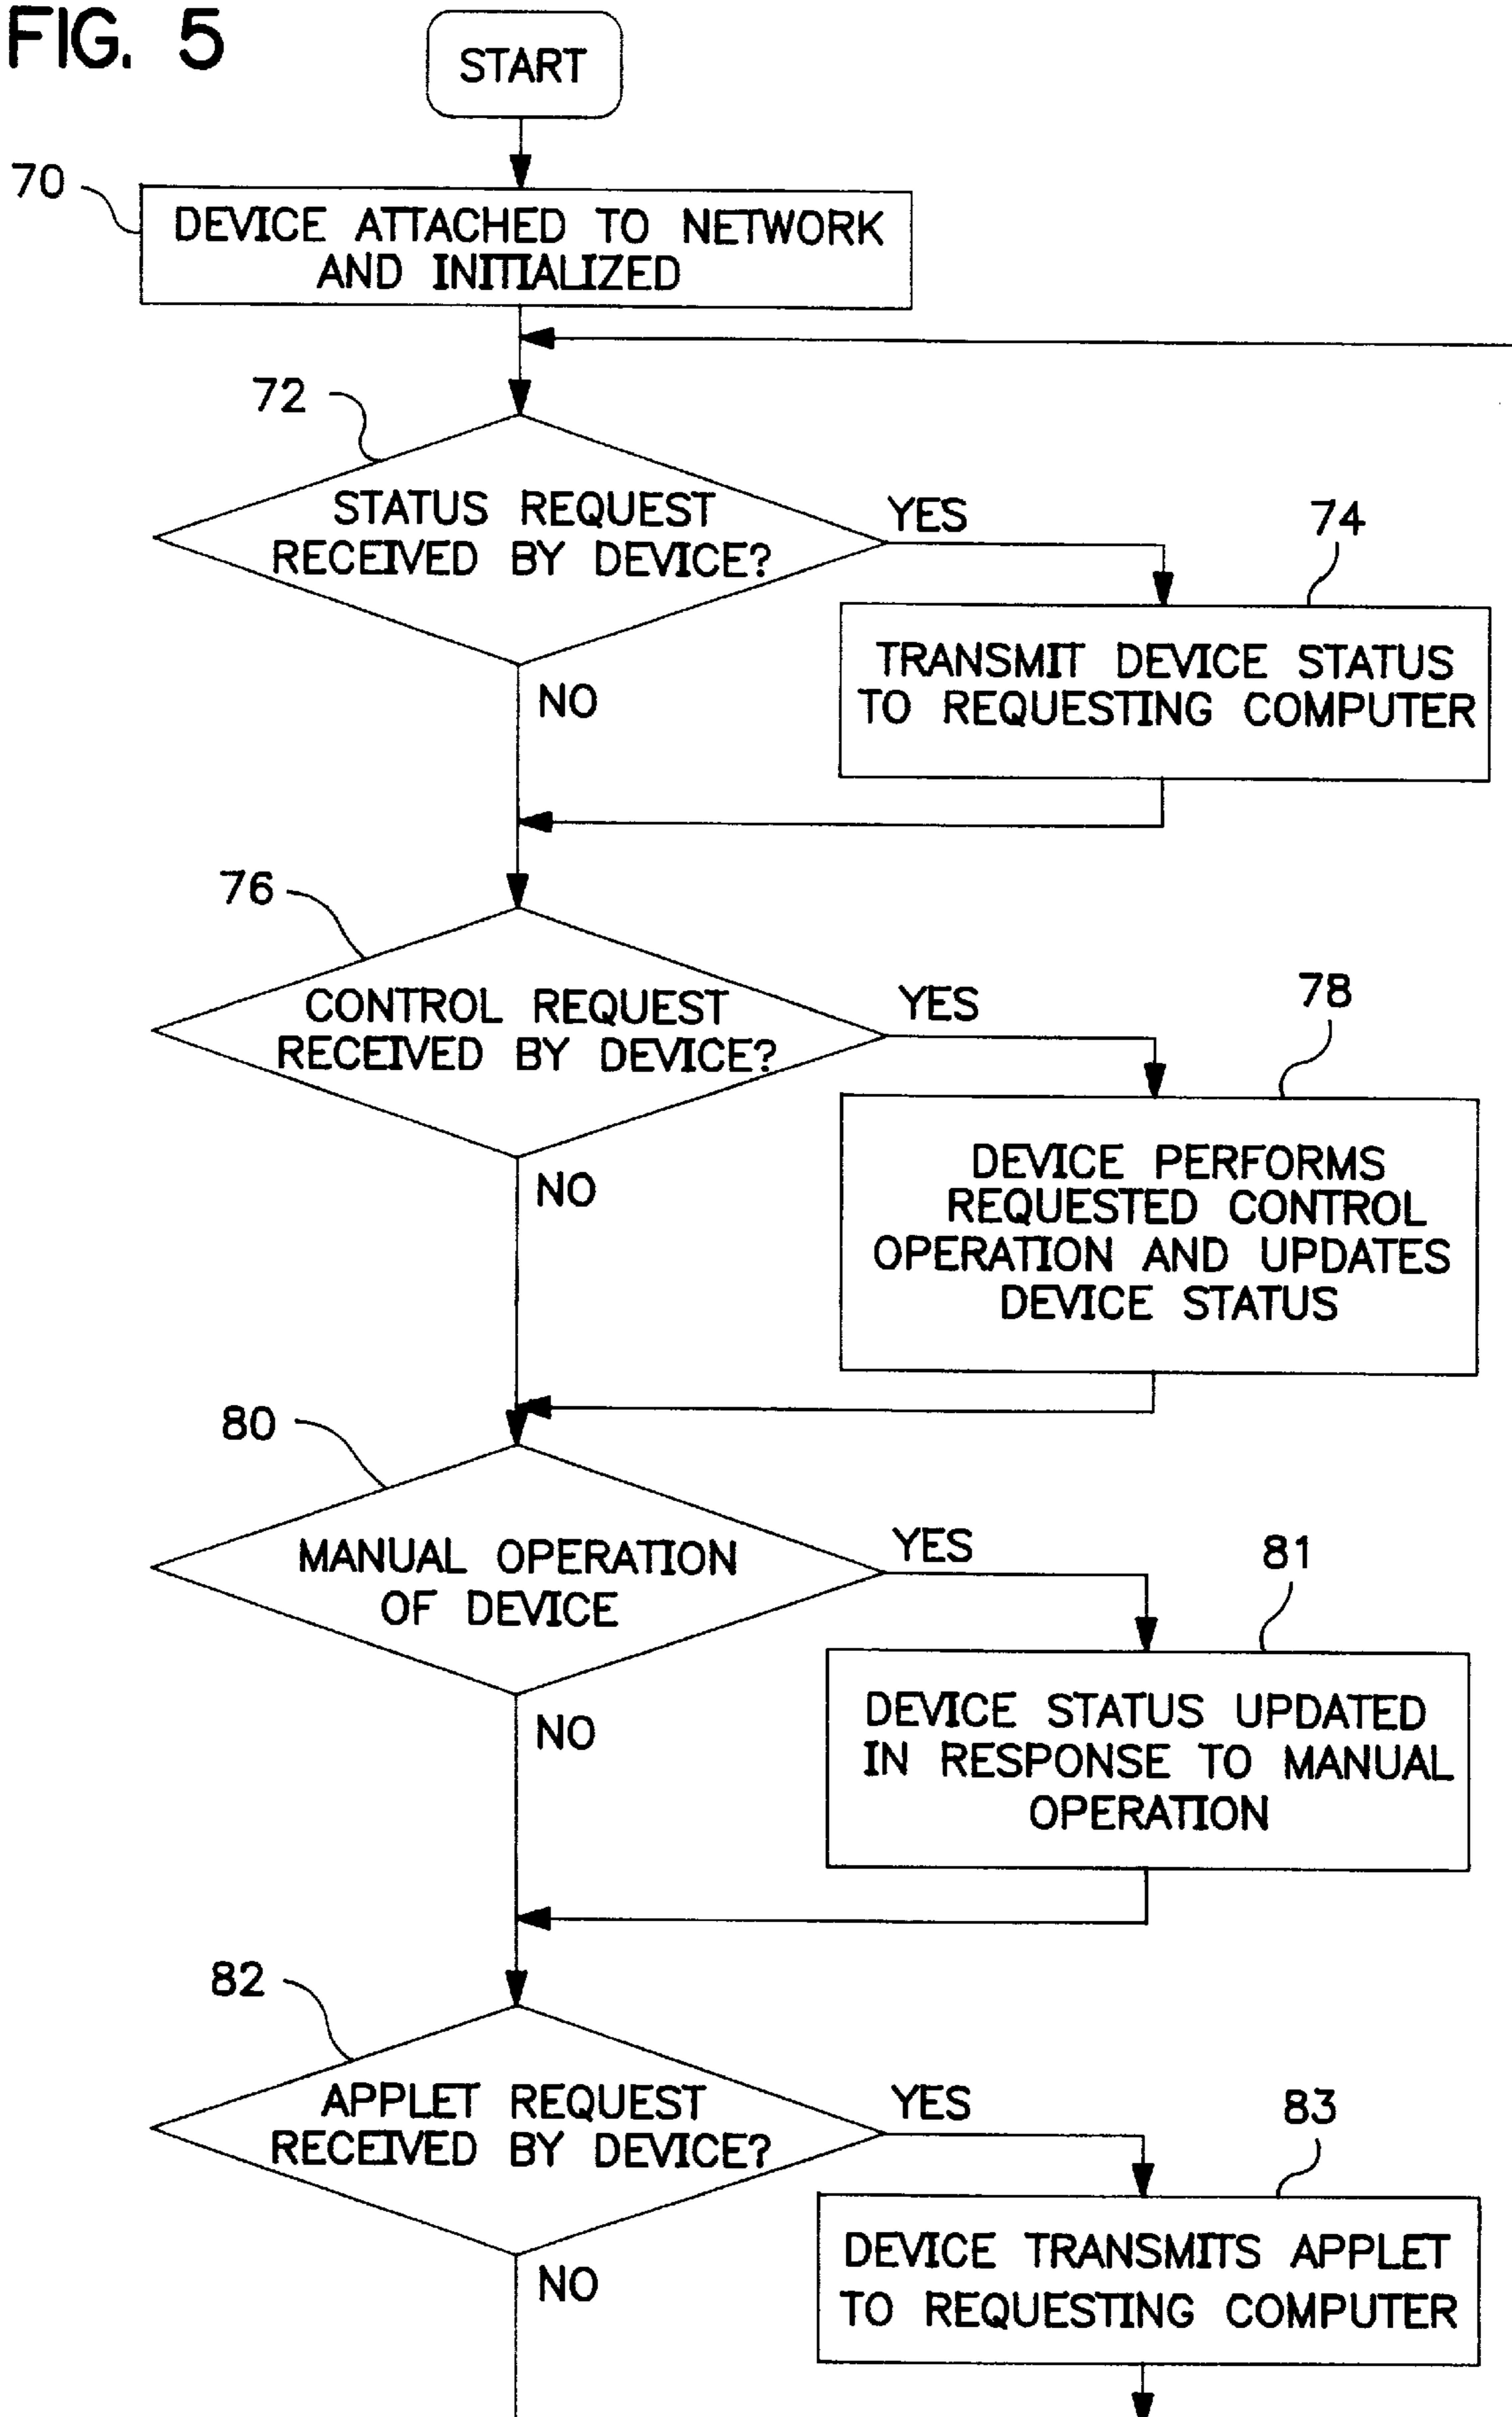 FIG. 5
START
70
DEVICE ATTACHED TO NETWORK
AND INITIALIZED
72
STATUS REQUEST
RECEIVED BY DEVICE?
YES
74
TRANSMIT DEVICE STATUS
TO REQUESTING COMPUTER
NO
76
CONTROL REQUEST
RECEIVED BY DEVICE?
YES
78
DEVICE PERFORMS
REQUESTED CONTROL
OPERATION AND UPDATES
DEVICE STATUS
NO
80
MANUAL OPERATION
OF DEVICE
YES
81
DEVICE STATUS UPDATED
IN RESPONSE TO MANUAL
OPERATION
NO
82
APPLET REQUEST
RECEIVED BY DEVICE?
YES
83
DEVICE TRANSMITS APPLET
TO REQUESTING COMPUTER
NO